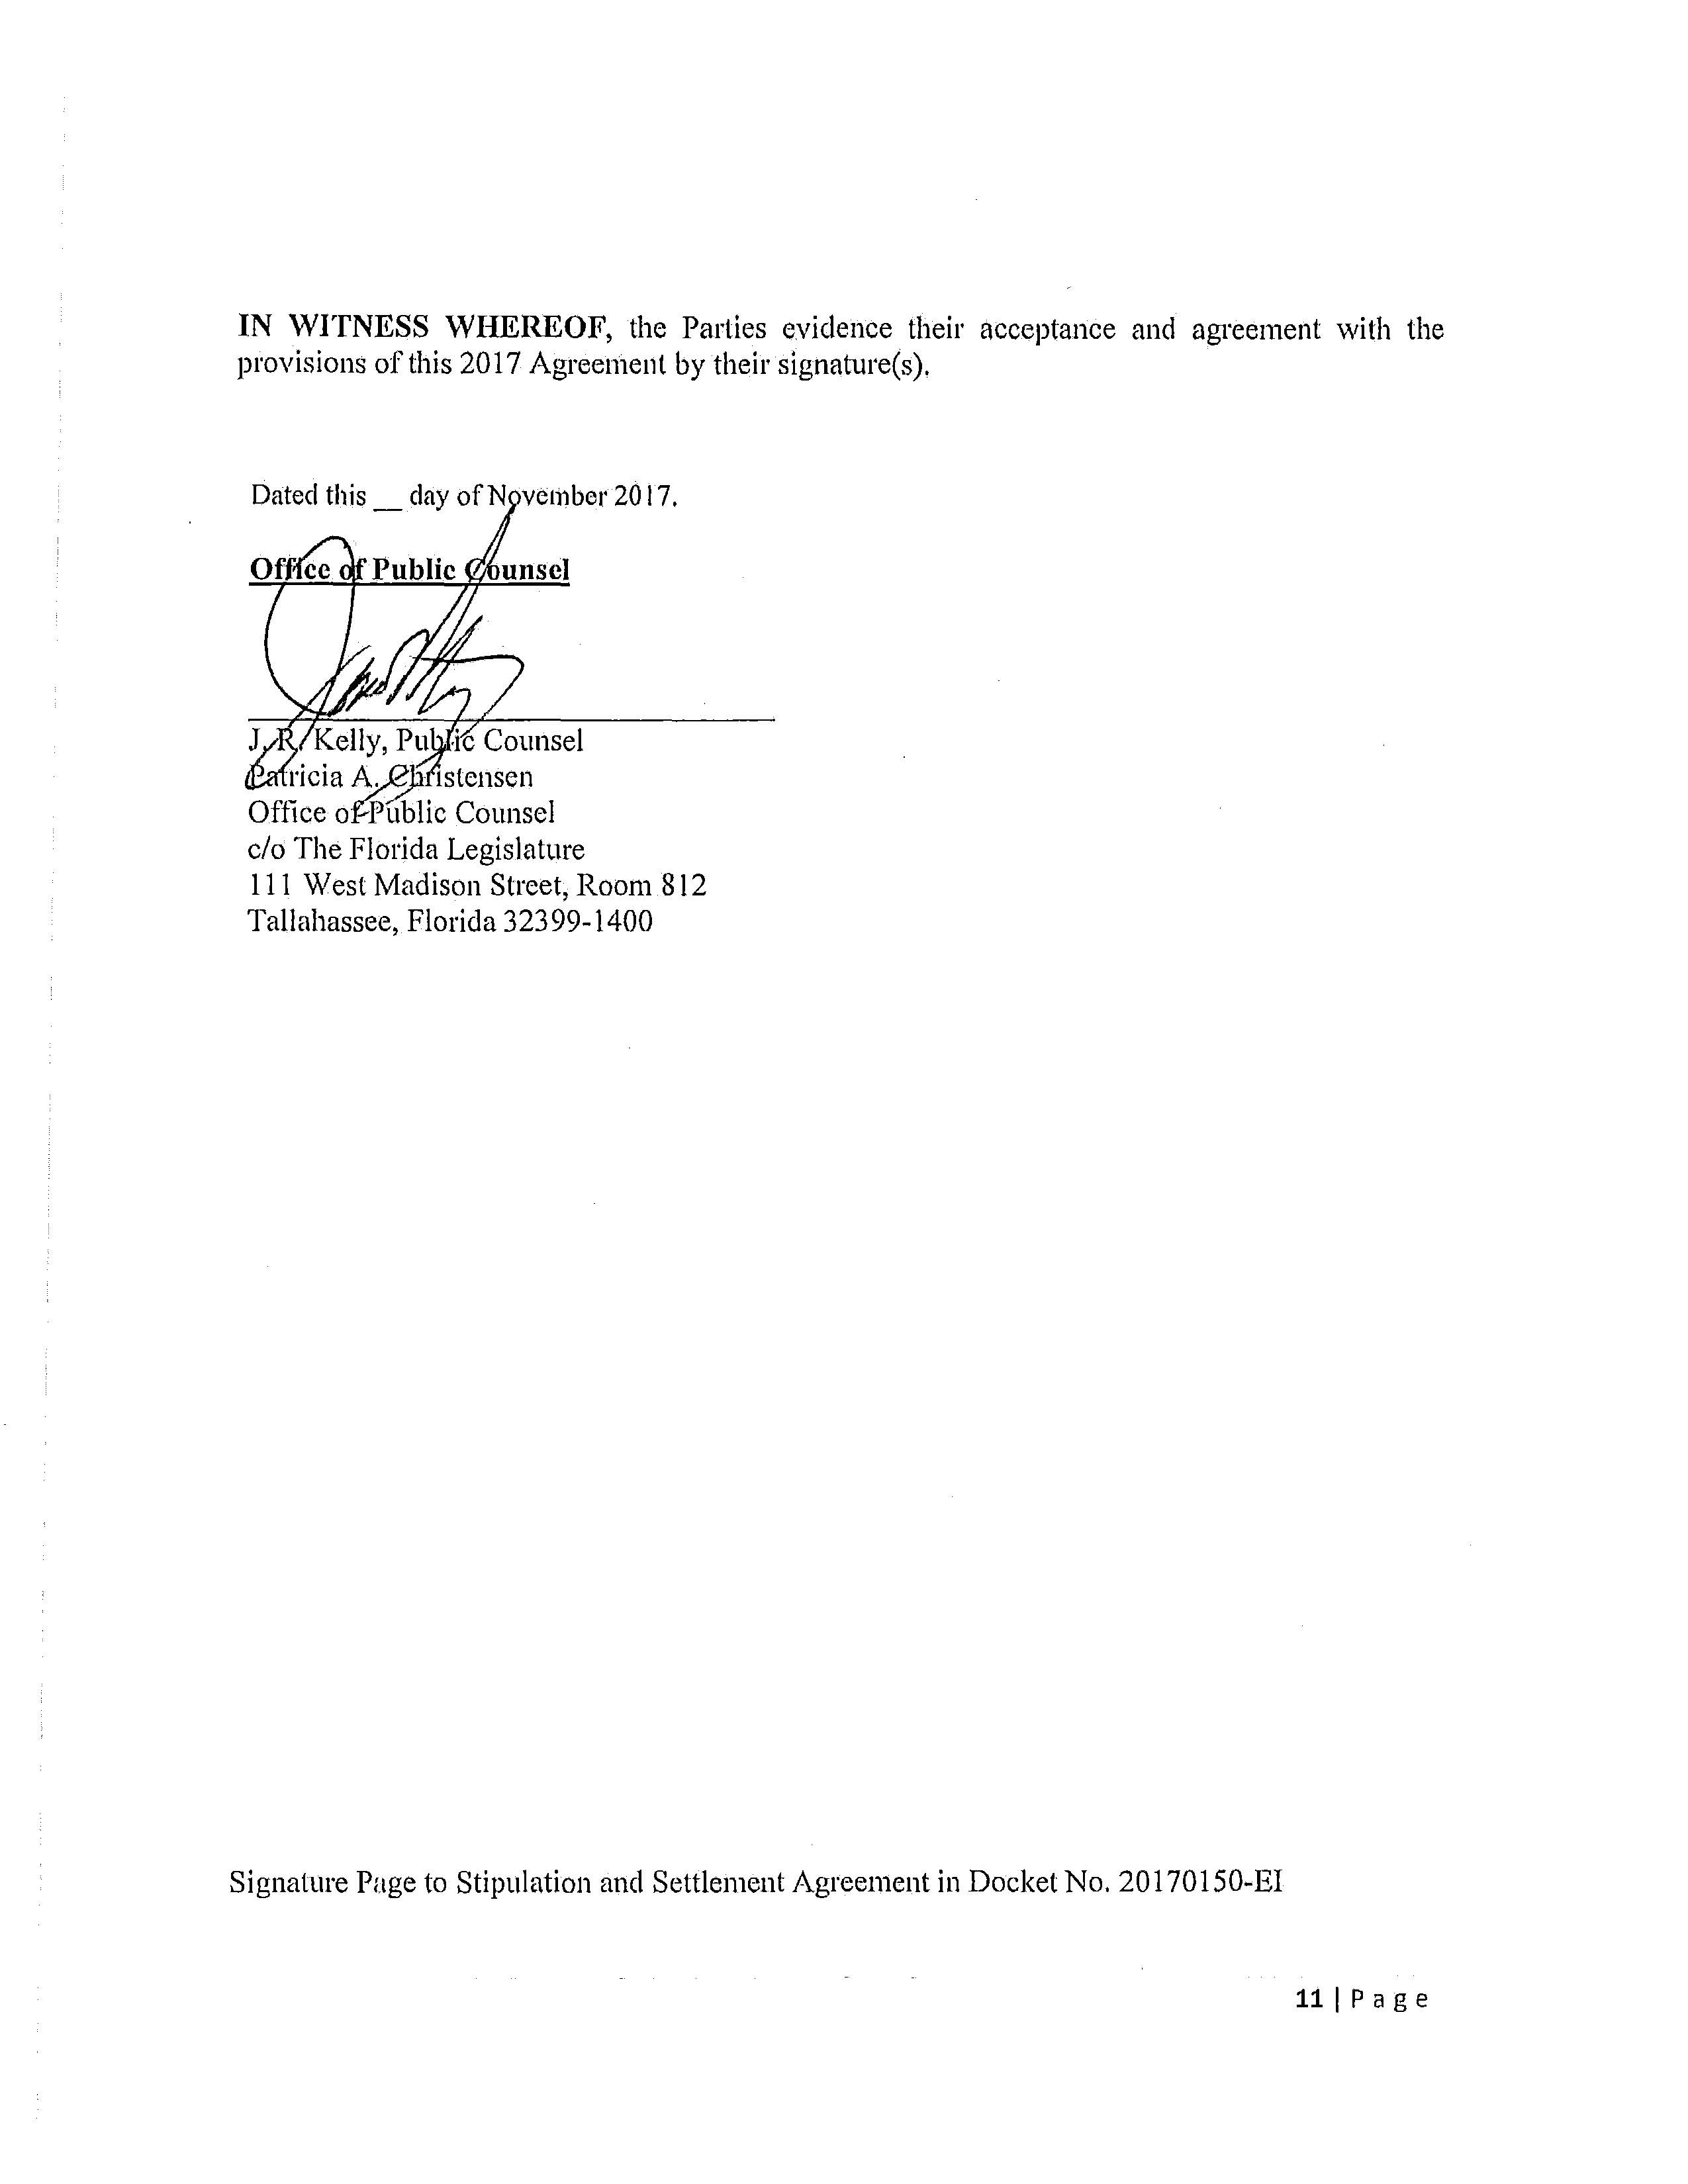 IN WITNESS WHEREOF, the Parties evidence their acceptance and agreement with the
provisions of this 2017 Agreement by their signature(s).
Dated this __ day of November 2017.
Office of Public Counsel
J.R. Kelly, Public Counsel
Patricia A. Christensen
Office of Public Counsel
c/o The Florida Legislature
111 West Madison Street, Room 812
Tallahassee, Florida 32399-1400
Signature Page to Stipulation and Settlement Agreement in Docket No. 20170150-EI
11 | Page